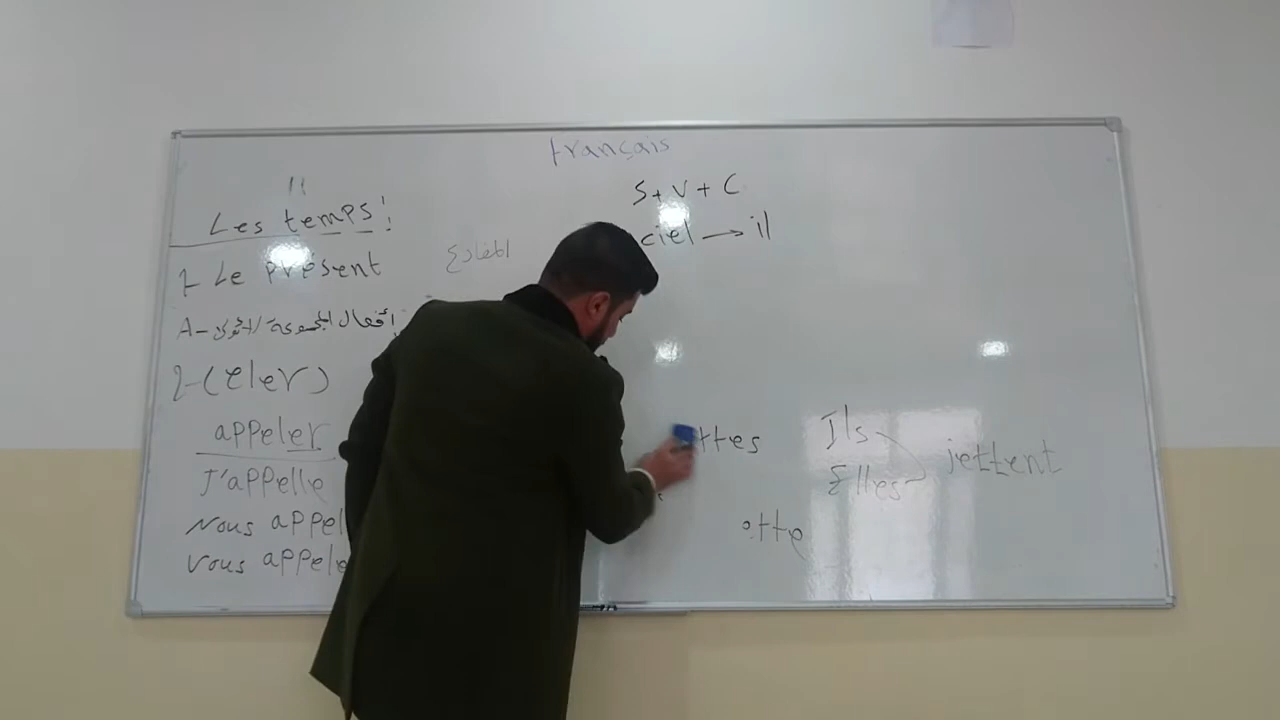 français
"
Les temps:
1- Le présent المضارع
A- أفعال المجموعة الأولى
2-(eler)
appeler
J'appelle
Nous appel
vous appele
S+V+C
ciel → il
ttes
Ils
Elles
jettent
ette